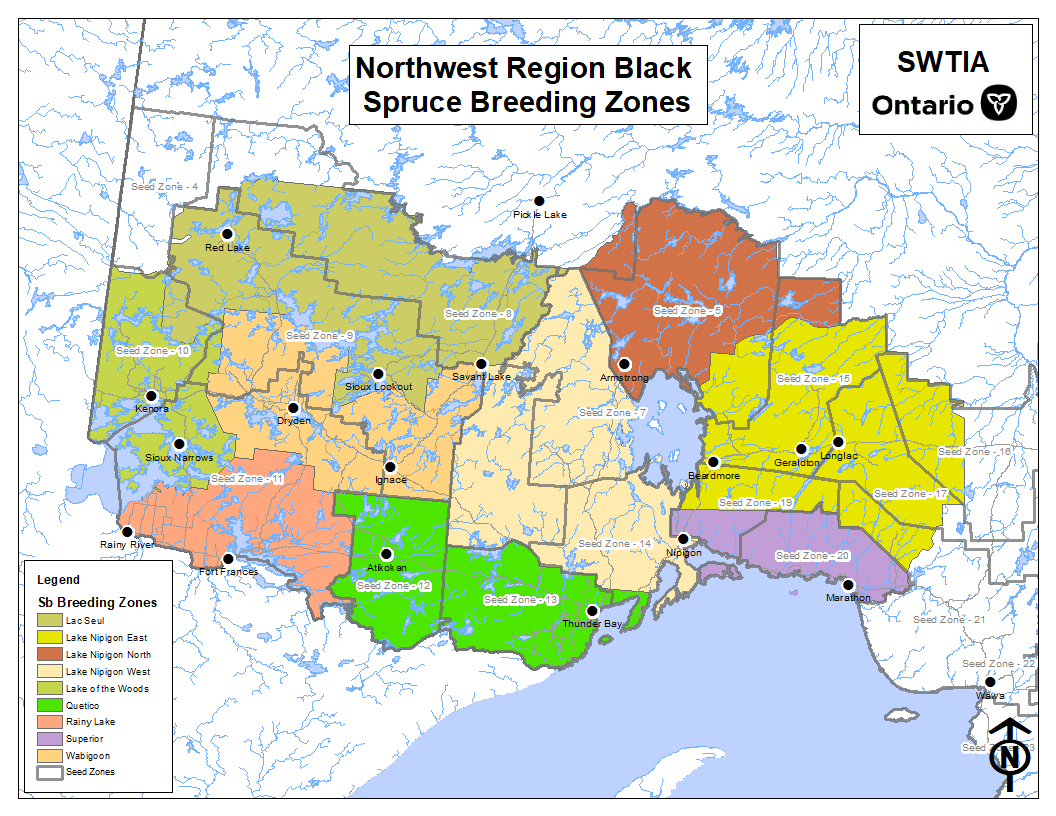 Northwest Region Black
Spruce Breeding Zones
SWTIA
Ontario
Seed Zone - 4
Pickle Lake
Red Lake
Seed Zone - 5
Seed Zone - 8
Seed Zone - 9
Seed Zone - 10
Savant Lake
Armstrong
Seed Zone - 15
Sioux Lookout
Kenora
Seed Zone - 7
Dryden
Sioux Narrows
Seed Zone - 16
Longlac
Geraldton
Beardmore
Seed Zone - 11
Ignace
Seed Zone - 17
Seed Zone - 19
Rainy River
Seed Zone - 14
Nipigon
Seed Zone - 20
Fort Frances
Atikokan
Seed Zone - 12
Seed Zone - 13
Marathon
Thunder Bay
Seed Zone - 21
Seed Zone - 22
Wawa
N
Legend
Sb Breeding Zones
Lac Seul
Lake Nipigon East
Lake Nipigon North
Lake Nipigon West
Lake of the Woods
Quetico
Rainy Lake
Superior
Wabigoon
Seed Zones